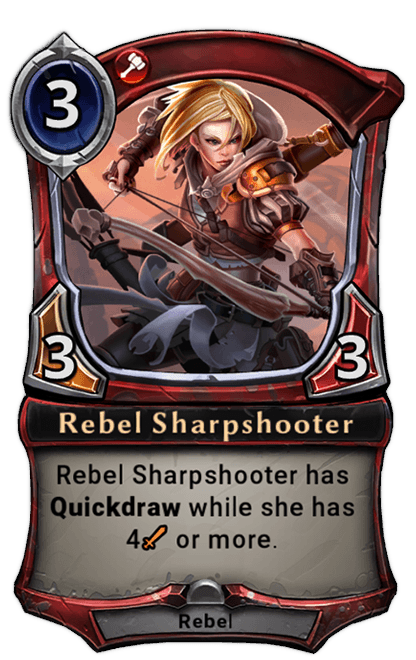 3
3
3
Rebel Sharpshooter
Rebel Sharpshooter has
Quickdraw while she has
4 or more.
Rebel